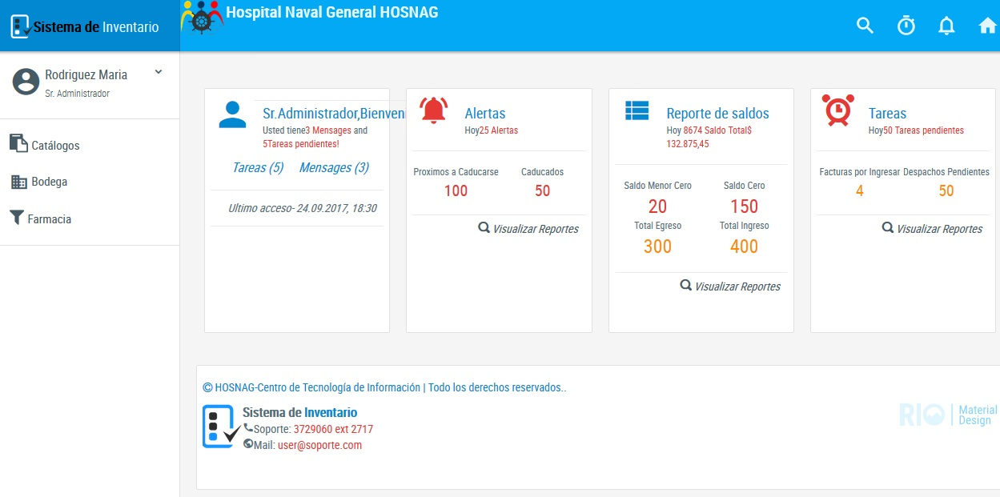 Sistema de Inventario
Hospital Naval General HOSNAG
Rodriguez Maria
Sr. Administrador
Catálogos
Bodega
Farmacia
Sr.Administrador,Bienveni
Usted tiene3 Mensages and
5Tareas pendientes!
Tareas (5) Mensages (3)
Ultimo acceso- 24.09.2017, 18:30
Alertas
Hoy25 Alertas
Proximos a Caducarse Caducados
100 50
Visualizar Reportes
Reporte de saldos
Hoy 8674 Saldo Total$
132.875,45
Saldo Menor Cero Saldo Cero
20 150
Total Egreso Total Ingreso
300 400
Visualizar Reportes
Tareas
Hoy50 Tareas pendientes
Facturas por Ingresar Despachos Pendientes
4 50
Visualizar Reportes
© HOSNAG-Centro de Tecnología de Información | Todo los derechos reservados..
Sistema de Inventario
Soporte: 3729060 ext 2717
Mail: user@soporte.com
RIO Material
Design